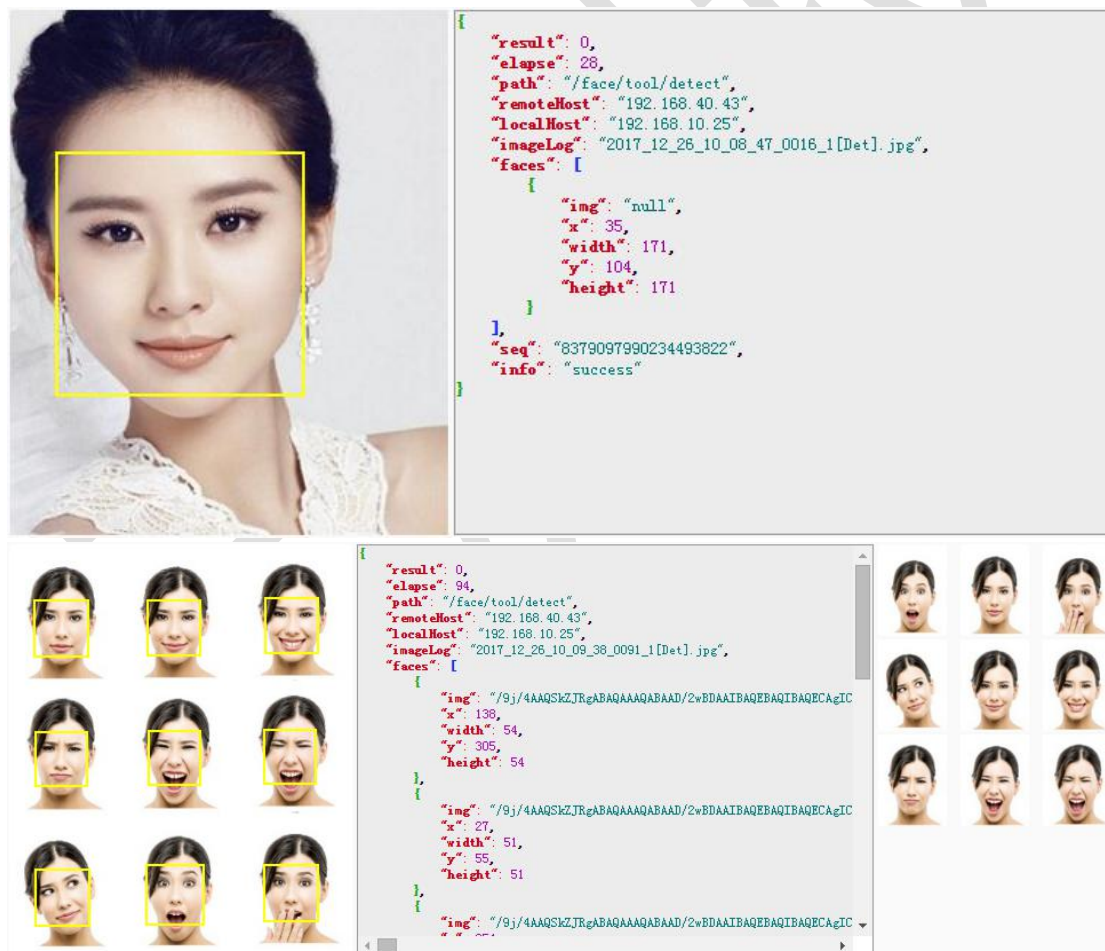 {
"result": 0,
"elapse": 28,
"path": "/face/tool/detect",
"remoteHost": "192.168.40.43",
"localHost": "192.168.10.25",
"imageLog": "2017_12_26_10_08_47_0016_1[Det].jpg",
"faces": [
{
"img": "null",
"x": 35,
"width": 171,
"y": 104,
"height": 171
}
],
"seq": "8379097990234493822",
"info": "success"
}
{
"result": 0,
"elapse": 94,
"path": "/face/tool/detect",
"remoteHost": "192.168.40.43",
"localHost": "192.168.10.25",
"imageLog": "2017_12_26_10_09_38_0091_1[Det].jpg",
"faces": [
{
"img": "/9j/4AAQSkZJRgABAQAAAQABAAD/2wBDAAIBAQEBAQIBAQECAgIC
"x": 138,
"width": 54,
"y": 305,
"height": 54
},
{
"img": "/9j/4AAQSkZJRgABAQAAAQABAAD/2wBDAAIBAQEBAQIBAQECAgIC
"x": 27,
"width": 51,
"y": 55,
"height": 51
},
{
"img": "/9j/4AAQSkZJRgABAQAAAQABAAD/2wBDAAIBAQEBAQIBAQECAgIC